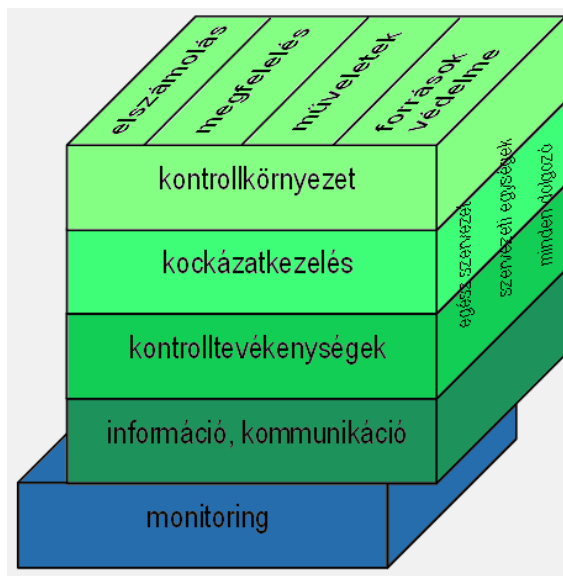 elszámolás
megfelelés
műveletek
források
védelme
kontrollkörnyezet
kockázatkezelés
kontrolltevékenységek
információ, kommunikáció
monitoring
egész szervezet
szervezeti egységek
minden dolgozó